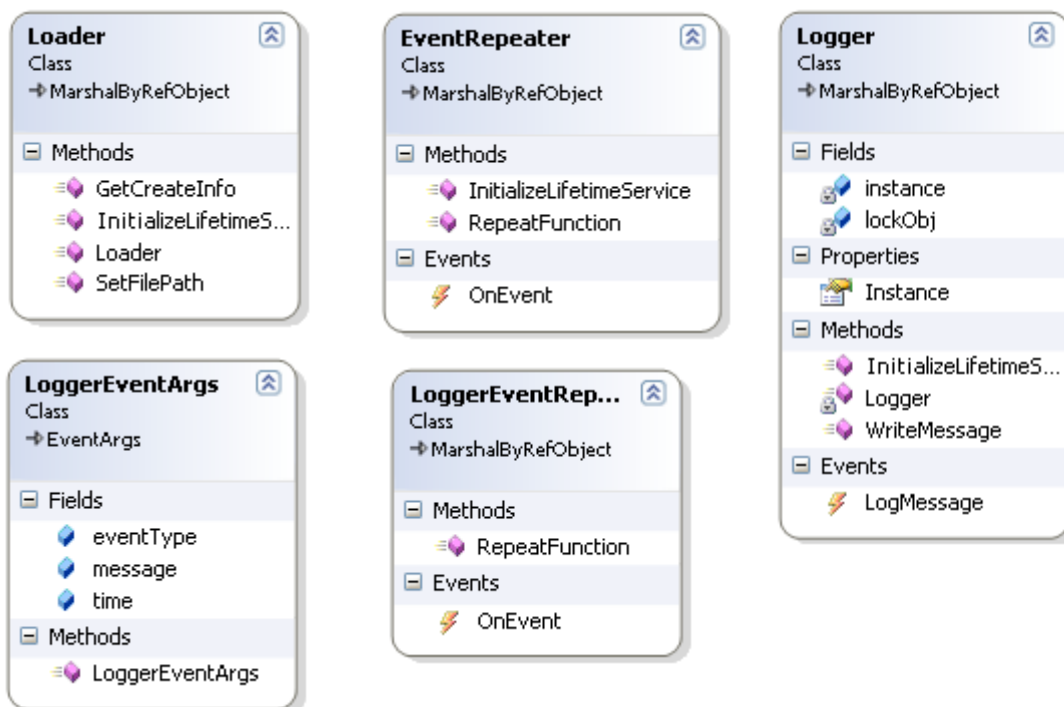 Loader
Class
MarshalByRefObject
Methods
GetCreateInfo
InitializeLifetimeS...
Loader
SetFilePath
EventRepeater
Class
MarshalByRefObject
Methods
InitializeLifetimeService
RepeatFunction
Events
OnEvent
Logger
Class
MarshalByRefObject
Fields
instance
lockObj
Properties
Instance
Methods
InitializeLifetimeS...
Logger
WriteMessage
Events
LogMessage
LoggerEventArgs
Class
EventArgs
Fields
eventType
message
time
Methods
LoggerEventArgs
LoggerEventRep...
Class
MarshalByRefObject
Methods
RepeatFunction
Events
OnEvent